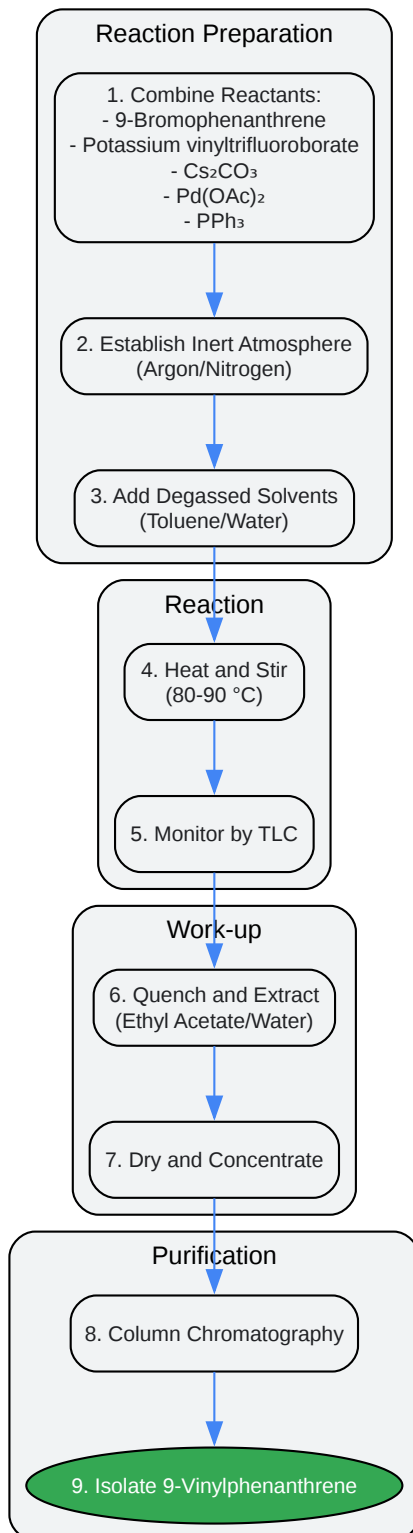 Reaction Preparation
1. Combine Reactants:
- 9-Bromophenanthrene
- Potassium vinyltrifluoroborate
- Cs₂CO₃
- Pd(OAc)₂
- PPh₃
2. Establish Inert Atmosphere
(Argon/Nitrogen)
3. Add Degassed Solvents
(Toluene/Water)
Reaction
4. Heat and Stir
(80-90 °C)
5. Monitor by TLC
Work-up
6. Quench and Extract
(Ethyl Acetate/Water)
7. Dry and Concentrate
Purification
8. Column Chromatography
9. Isolate 9-Vinylphenanthrene